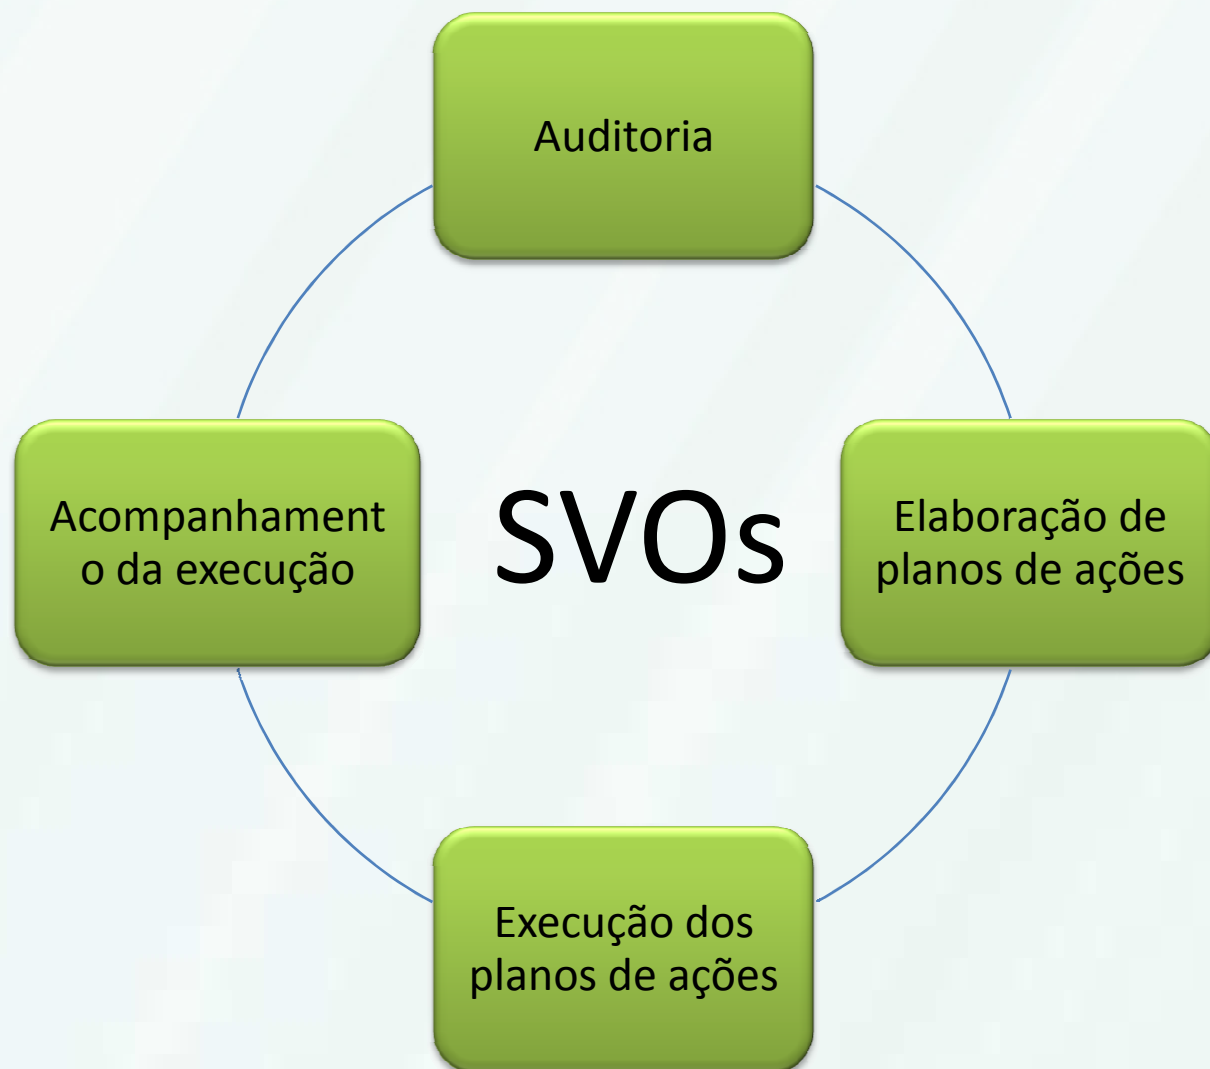 Auditoria
Acompanhament
o da execução
SVOs
Elaboração de
planos de ações
Execução dos
planos de ações